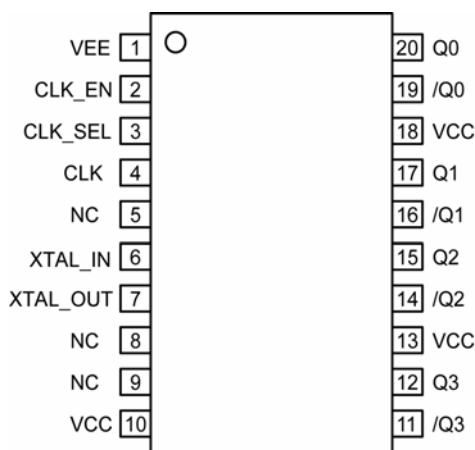 VEE 1 20 Q0
CLK_EN 2 19 /Q0
CLK_SEL 3 18 VCC
CLK 4 17 Q1
NC 5 16 /Q1
XTAL_IN 6 15 Q2
XTAL_OUT 7 14 /Q2
NC 8 13 VCC
NC 9 12 Q3
VCC 10 11 /Q3